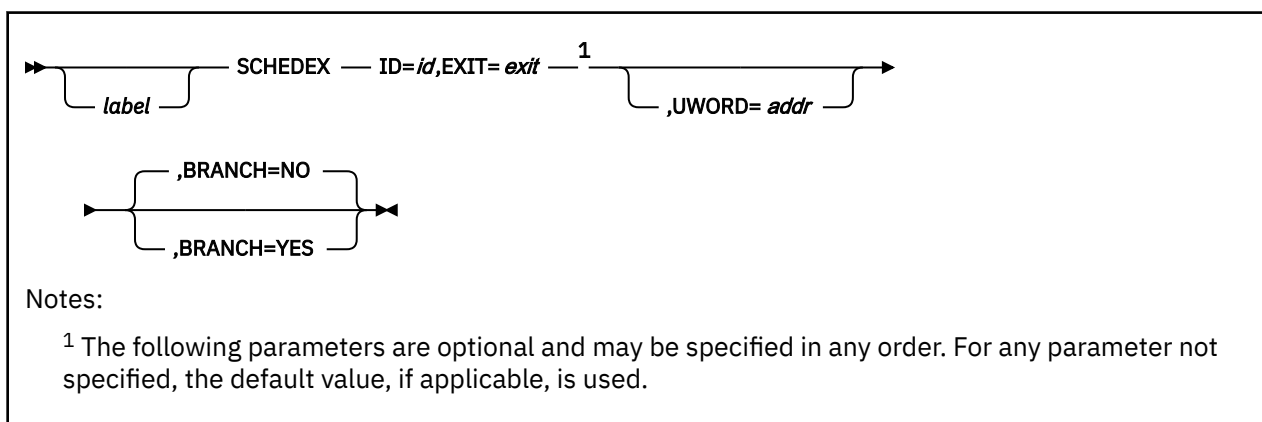 SCHEDEX ID=id,EXIT= exit 1
label ,UWORD= addr
,BRANCH=NO
,BRANCH=YES
Notes:
1 The following parameters are optional and may be specified in any order. For any parameter not
specified, the default value, if applicable, is used.